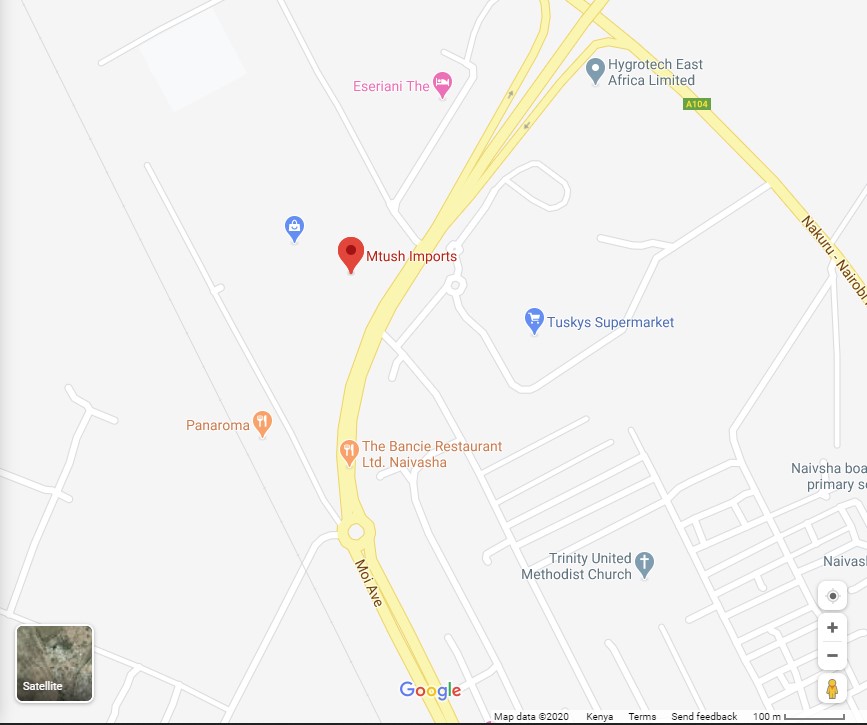 Hygrotech East
Africa Limited
Eseriani The
A104
Nakuru - Nairobi
Mtush Imports
Tuskys Supermarket
Panaroma
The Bancie Restaurant
Ltd. Naivasha
Naivsha boa
primary s
Trinity United
Methodist Church
Naivas
Moi Ave
Satellite
Google
Map data ©2020 Kenya Terms Send feedback 100 m